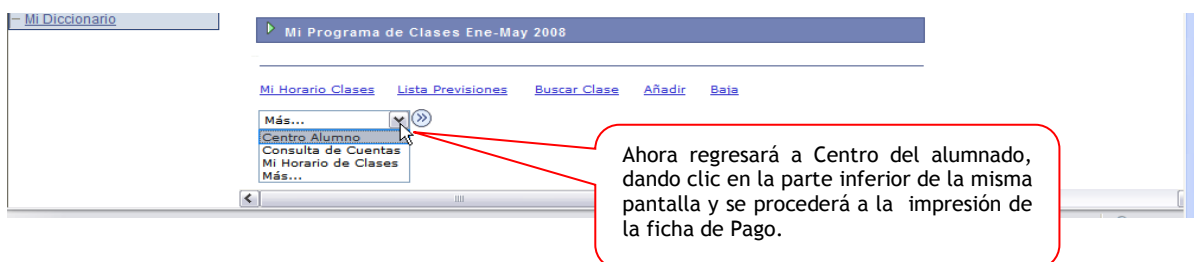 Mi Diccionario
Mi Programa de Clases Ene-May 2008
Mi Horario Clases Lista Previsiones Buscar Clase Añadir Baja
Más...
Centro Alumno
Consulta de Cuentas
Mi Horario de Clases
Más...
Ahora regresará a Centro del alumnado,
dando clic en la parte inferior de la misma
pantalla y se procederá a la impresión de
la ficha de Pago.